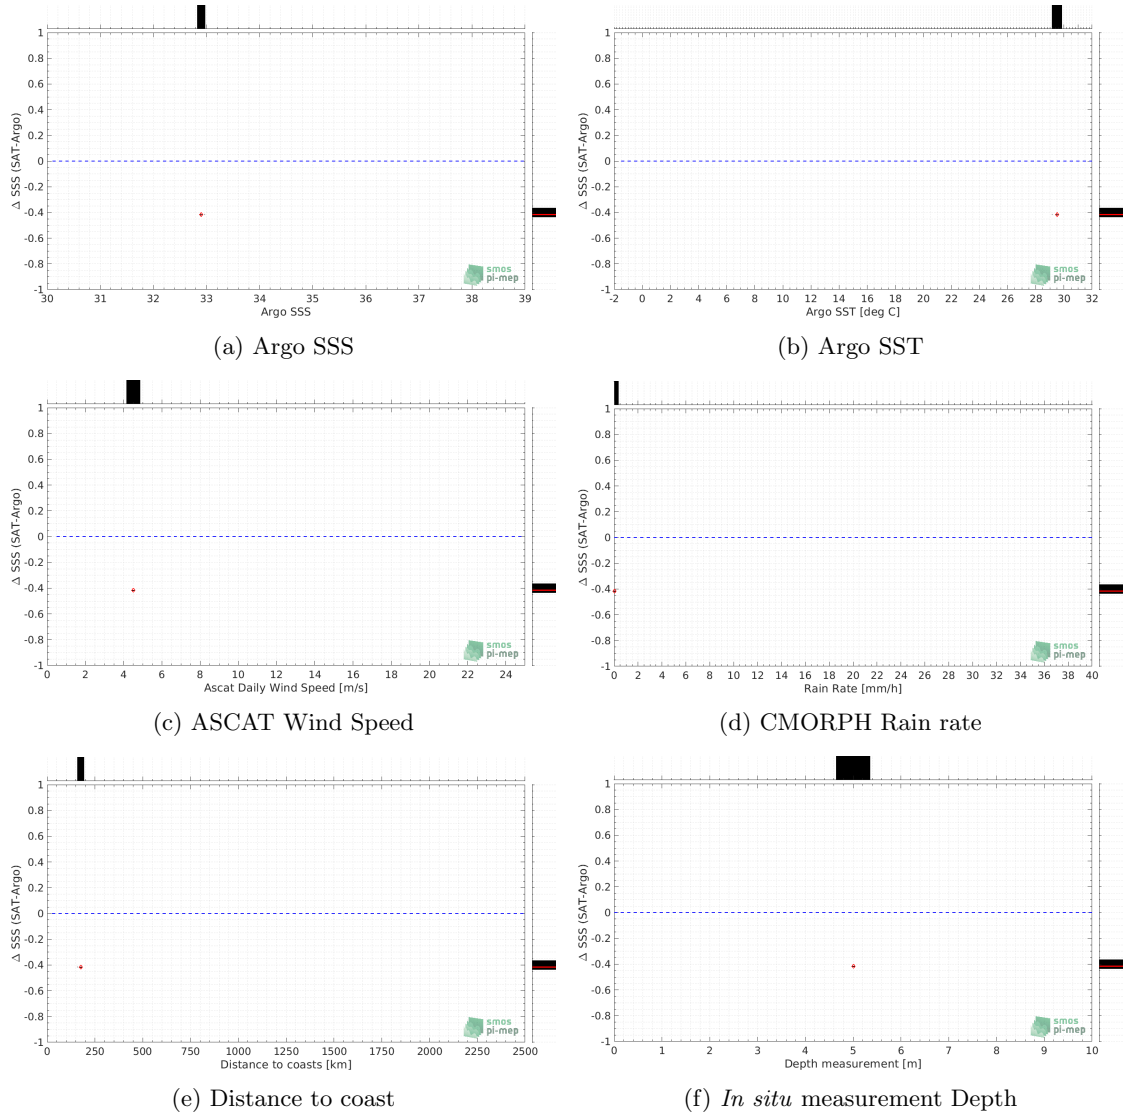 1
0.8
0.6
0.4
0.2
0
-0.2
-0.4
-0.6
-0.8
-1
Δ SSS (SAT-Argo)
30 31 32 33 34 35 36 37 38 39
Argo SSS
smos
pi-mep
(a) Argo SSS
1
0.8
0.6
0.4
0.2
0
-0.2
-0.4
-0.6
-0.8
-1
Δ SSS (SAT-Argo)
-2 0 2 4 6 8 10 12 14 16 18 20 22 24 26 28 30 32
Argo SST [deg C]
smos
pi-mep
(b) Argo SST
1
0.8
0.6
0.4
0.2
0
-0.2
-0.4
-0.6
-0.8
-1
Δ SSS (SAT-Argo)
0 2 4 6 8 10 12 14 16 18 20 22 24
Ascat Daily Wind Speed [m/s]
smos
pi-mep
(c) ASCAT Wind Speed
1
0.8
0.6
0.4
0.2
0
-0.2
-0.4
-0.6
-0.8
-1
Δ SSS (SAT-Argo)
0 2 4 6 8 10 12 14 16 18 20 22 24 26 28 30 32 34 36 38 40
Rain Rate [mm/h]
smos
pi-mep
(d) CMORPH Rain rate
1
0.8
0.6
0.4
0.2
0
-0.2
-0.4
-0.6
-0.8
-1
Δ SSS (SAT-Argo)
0 250 500 750 1000 1250 1500 1750 2000 2250 2500
Distance to coasts [km]
smos
pi-mep
(e) Distance to coast
1
0.8
0.6
0.4
0.2
0
-0.2
-0.4
-0.6
-0.8
-1
Δ SSS (SAT-Argo)
0 1 2 3 4 5 6 7 8 9 10
Depth measurement [m]
smos
pi-mep
(f) In situ measurement Depth